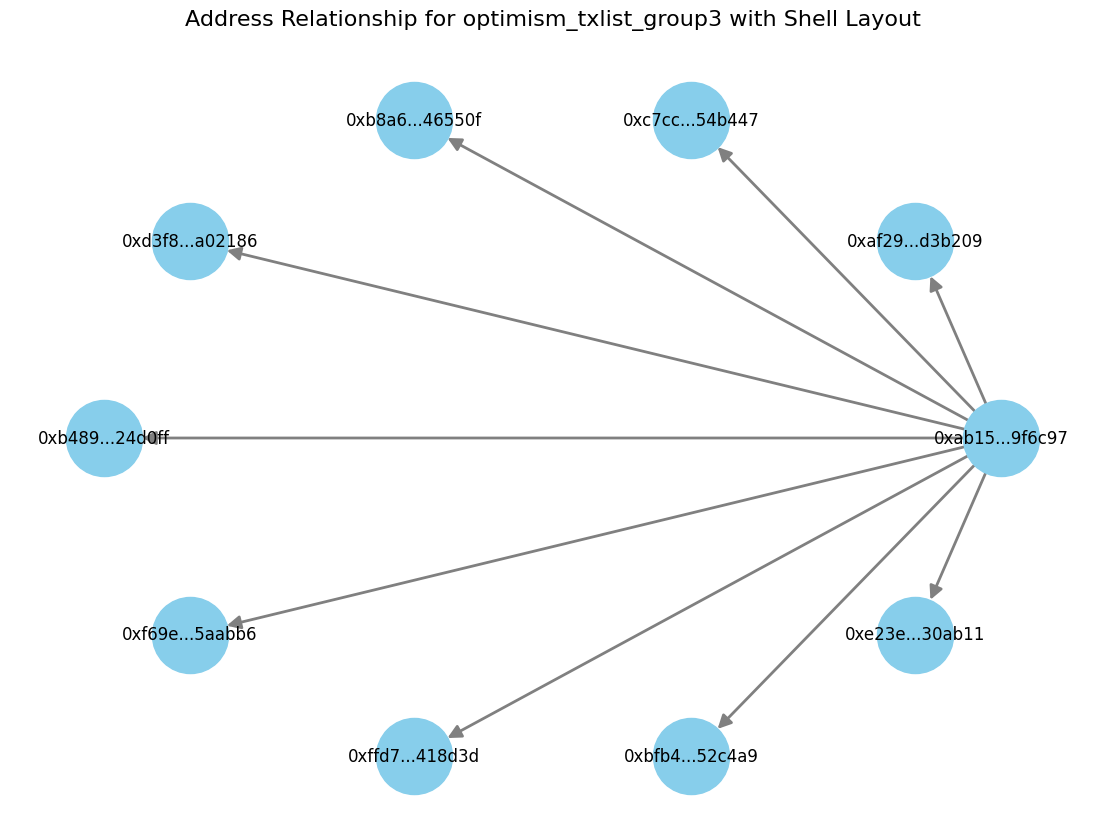 Address Relationship for optimism_txlist_group3 with Shell Layout
0xb8a6...46550f
0xc7cc...54b447
0xd3f8...a02186
0xaf29...d3b209
0xb489...24d0ff
0xab15...9f6c97
0xf69e...5aabb6
0xe23e...30ab11
0xffd7...418d3d
0xbfb4...52c4a9